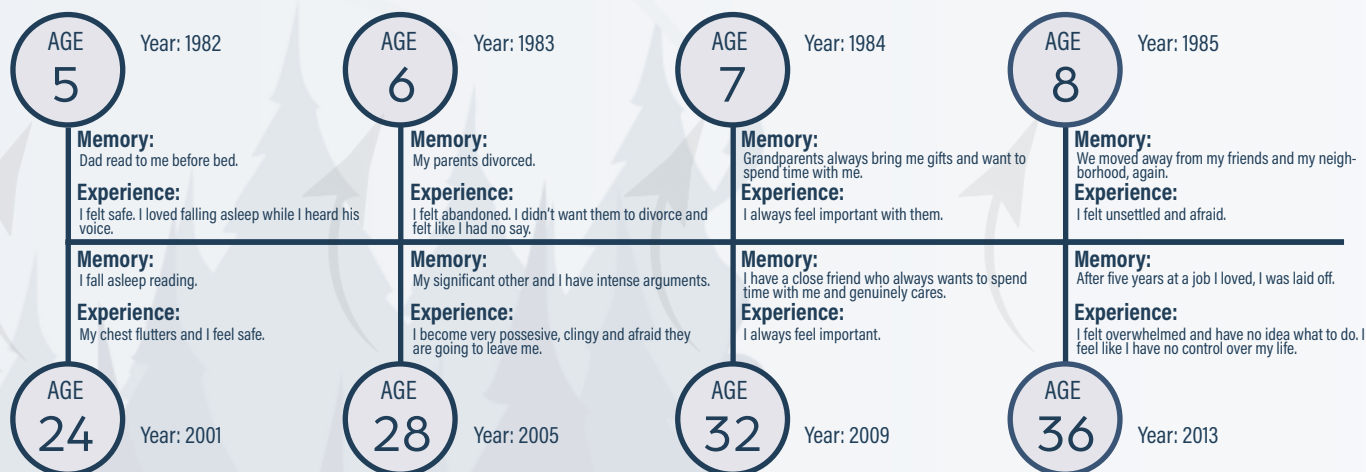 AGE
5
Year: 1982
Memory:
Dad read to me before bed.
Experience:
I felt safe. I loved falling asleep while I heard his
voice.
AGE
6
Year: 1983
Memory:
My parents divorced.
Experience:
I felt abandoned. I didn't want them to divorce and
felt like I had no say.
AGE
7
Year: 1984
Memory:
Grandparents always bring me gifts and want to
spend time with me.
Experience:
I always feel important with them.
AGE
8
Year: 1985
Memory:
We moved away from my friends and my neigh-
borhood, again.
Experience:
I felt unsettled and afraid.
Memory:
I fall asleep reading.
Experience:
My chest flutters and I feel safe.
AGE
24
Year: 2001
Memory:
My significant other and I have intense arguments.
Experience:
I become very possesive, clingy and afraid they
are going to leave me.
AGE
28
Year: 2005
Memory:
I have a close friend who always wants to spend
time with me and genuinely cares.
Experience:
I always feel important.
AGE
32
Year: 2009
Memory:
After five years at a job I loved, I was laid off.
Experience:
I felt overwhelmed and have no idea what to do. I
feel like I have no control over my life.
AGE
36
Year: 2013